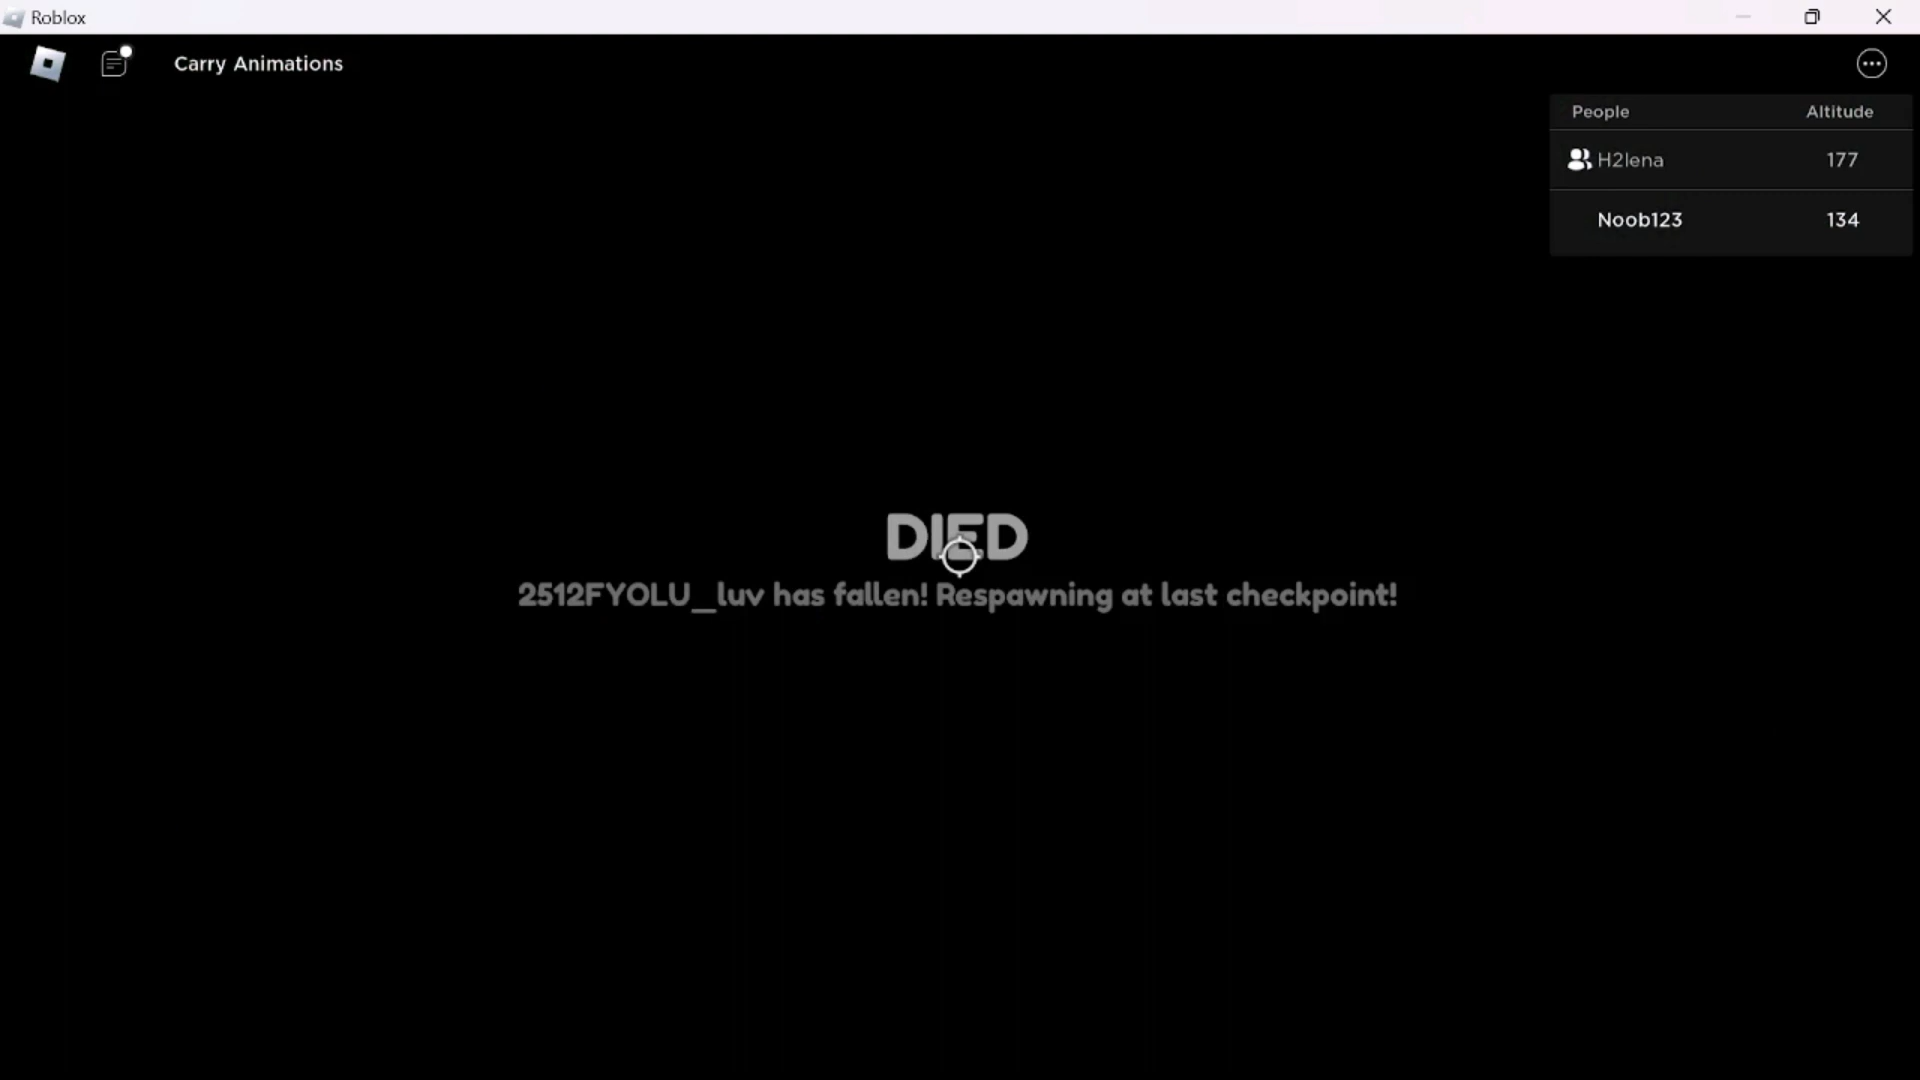 Roblox
Carry Animations
People Altitude
H2lena 177
Noob123 134
DIED
2512FYOLU_luv has fallen! Respawning at last checkpoint!